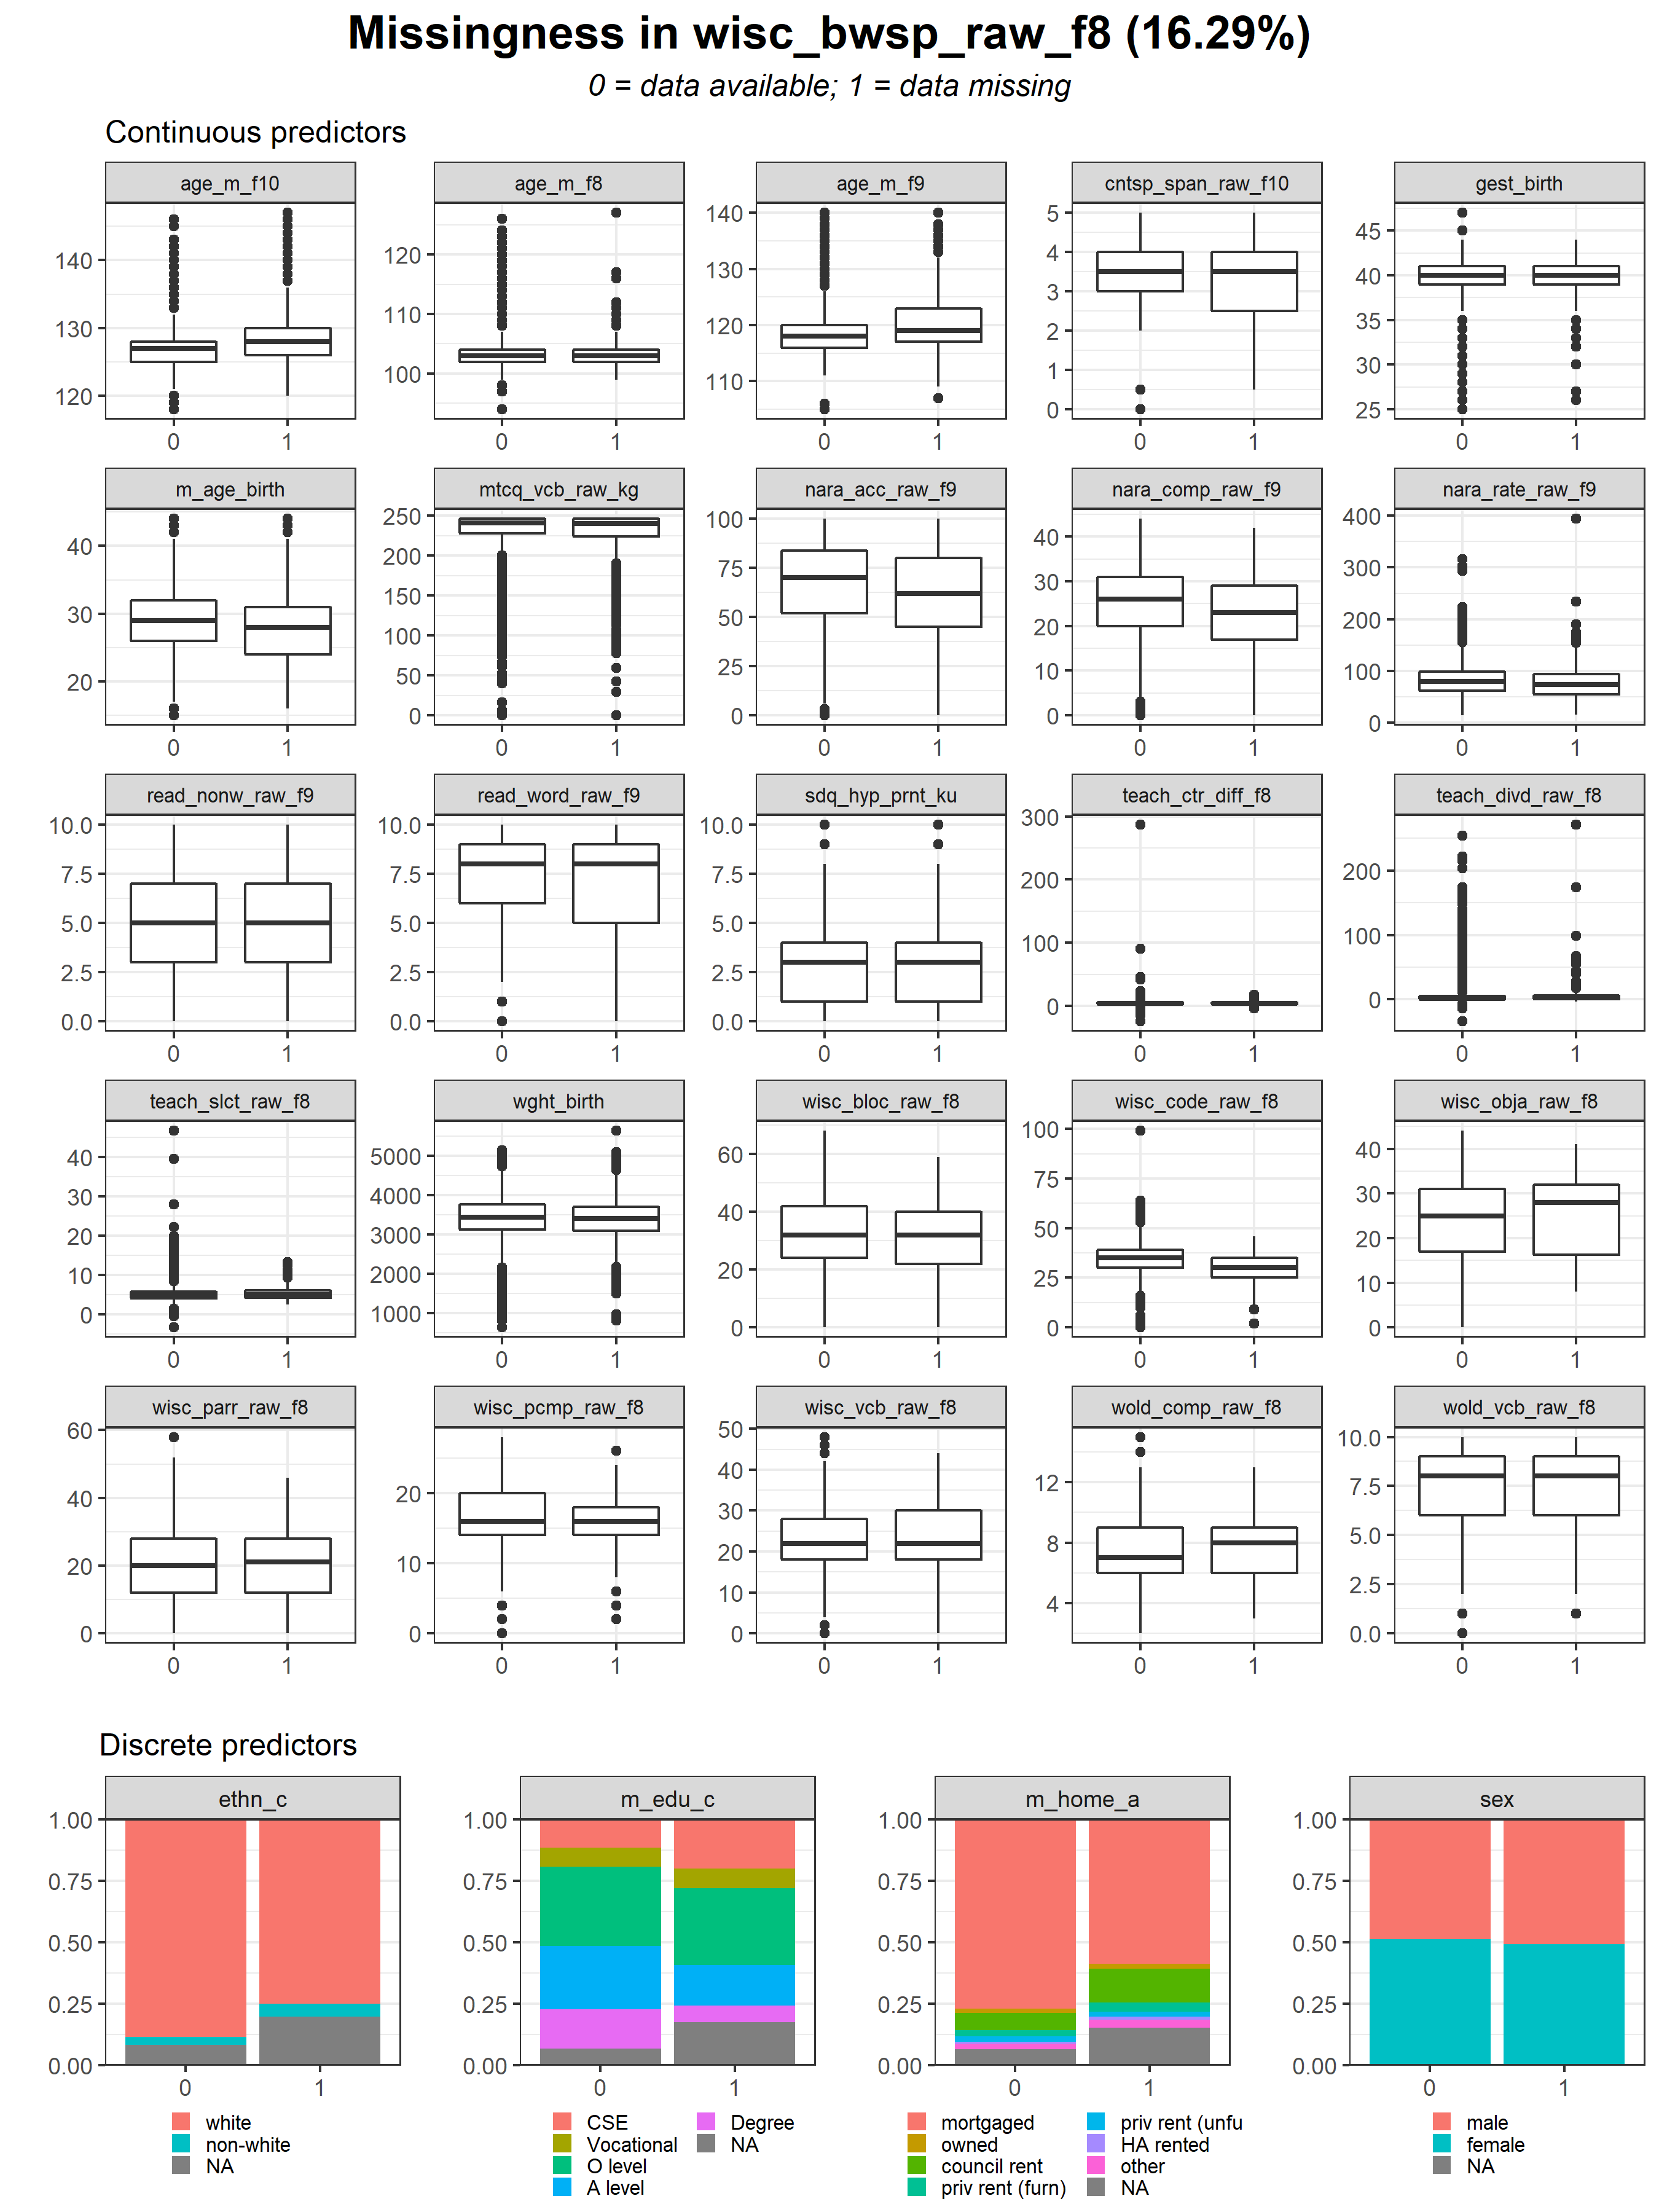 Missingness in wisc_bwsp_raw_f8 (16.29%)
0 = data available; 1 = data missing
Continuous predictors
age_m_f10 age_m_f8 age_m_f9 cntsp_span_raw_f10 gest_birth
140 130 120
120 110 100
140 130 120 110
5 4 3 2 1 0
45 40 35 30 25
0 1 0 1 0 1 0 1 0 1
m_age_birth mtcq_vcb_raw_kg nara_acc_raw_f9 nara_comp_raw_f9 nara_rate_raw_f9
40 30 20
250 200 150 100 50 0
100 75 50 25 0
40 30 20 10 0
400 300 200 100 0
0 1 0 1 0 1 0 1 0 1
read_nonw_raw_f9 read_word_raw_f9 sdq_hyp_prnt_ku teach_ctr_diff_f8 teach_divd_raw_f8
10.0 7.5 5.0 2.5 0.0
10.0 7.5 5.0 2.5 0.0
10.0 7.5 5.0 2.5 0.0
300 200 100 0
200 100 0
0 1 0 1 0 1 0 1 0 1
teach_slct_raw_f8 wght_birth wisc_bloc_raw_f8 wisc_code_raw_f8 wisc_obja_raw_f8
40 30 20 10 0
5000 4000 3000 2000 1000
60 40 20 0
100 75 50 25 0
40 30 20 10 0
0 1 0 1 0 1 0 1 0 1
wisc_parr_raw_f8 wisc_pcmp_raw_f8 wisc_vcb_raw_f8 wold_comp_raw_f8 wold_vcb_raw_f8
60 40 20 0
20 10 0
50 40 30 20 10 0
12 8 4
10.0 7.5 5.0 2.5 0.0
0 1 0 1 0 1 0 1 0 1
Discrete predictors
ethn_c m_edu_c m_home_a sex
1.00 1.00 1.00 1.00
0.75 0.75 0.75 0.75
0.50 0.50 0.50 0.50
0.25 0.25 0.25 0.25
0.00 0.00 0.00 0.00
0 1 0 1 0 1 0 1
white CSE Degree mortgaged priv rent (unfu male
non-white Vocational NA owned HA rented female
NA O level council rent other NA
A level priv rent (furn) NA